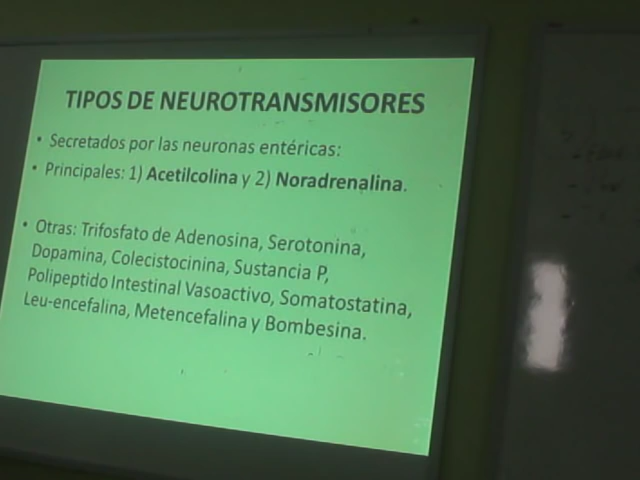 TIPOS DE NEUROTRANSMISORES
• Secretados por las neuronas entéricas:
• Principales: 1) Acetilcolina y 2) Noradrenalina.
• Otras: Trifosfato de Adenosina, Serotonina,
Dopamina, Colecistocinina, Sustancia P,
Polipeptido Intestinal Vasoactivo, Somatostatina,
Leu-encefalina, Metencefalina y Bombesina.